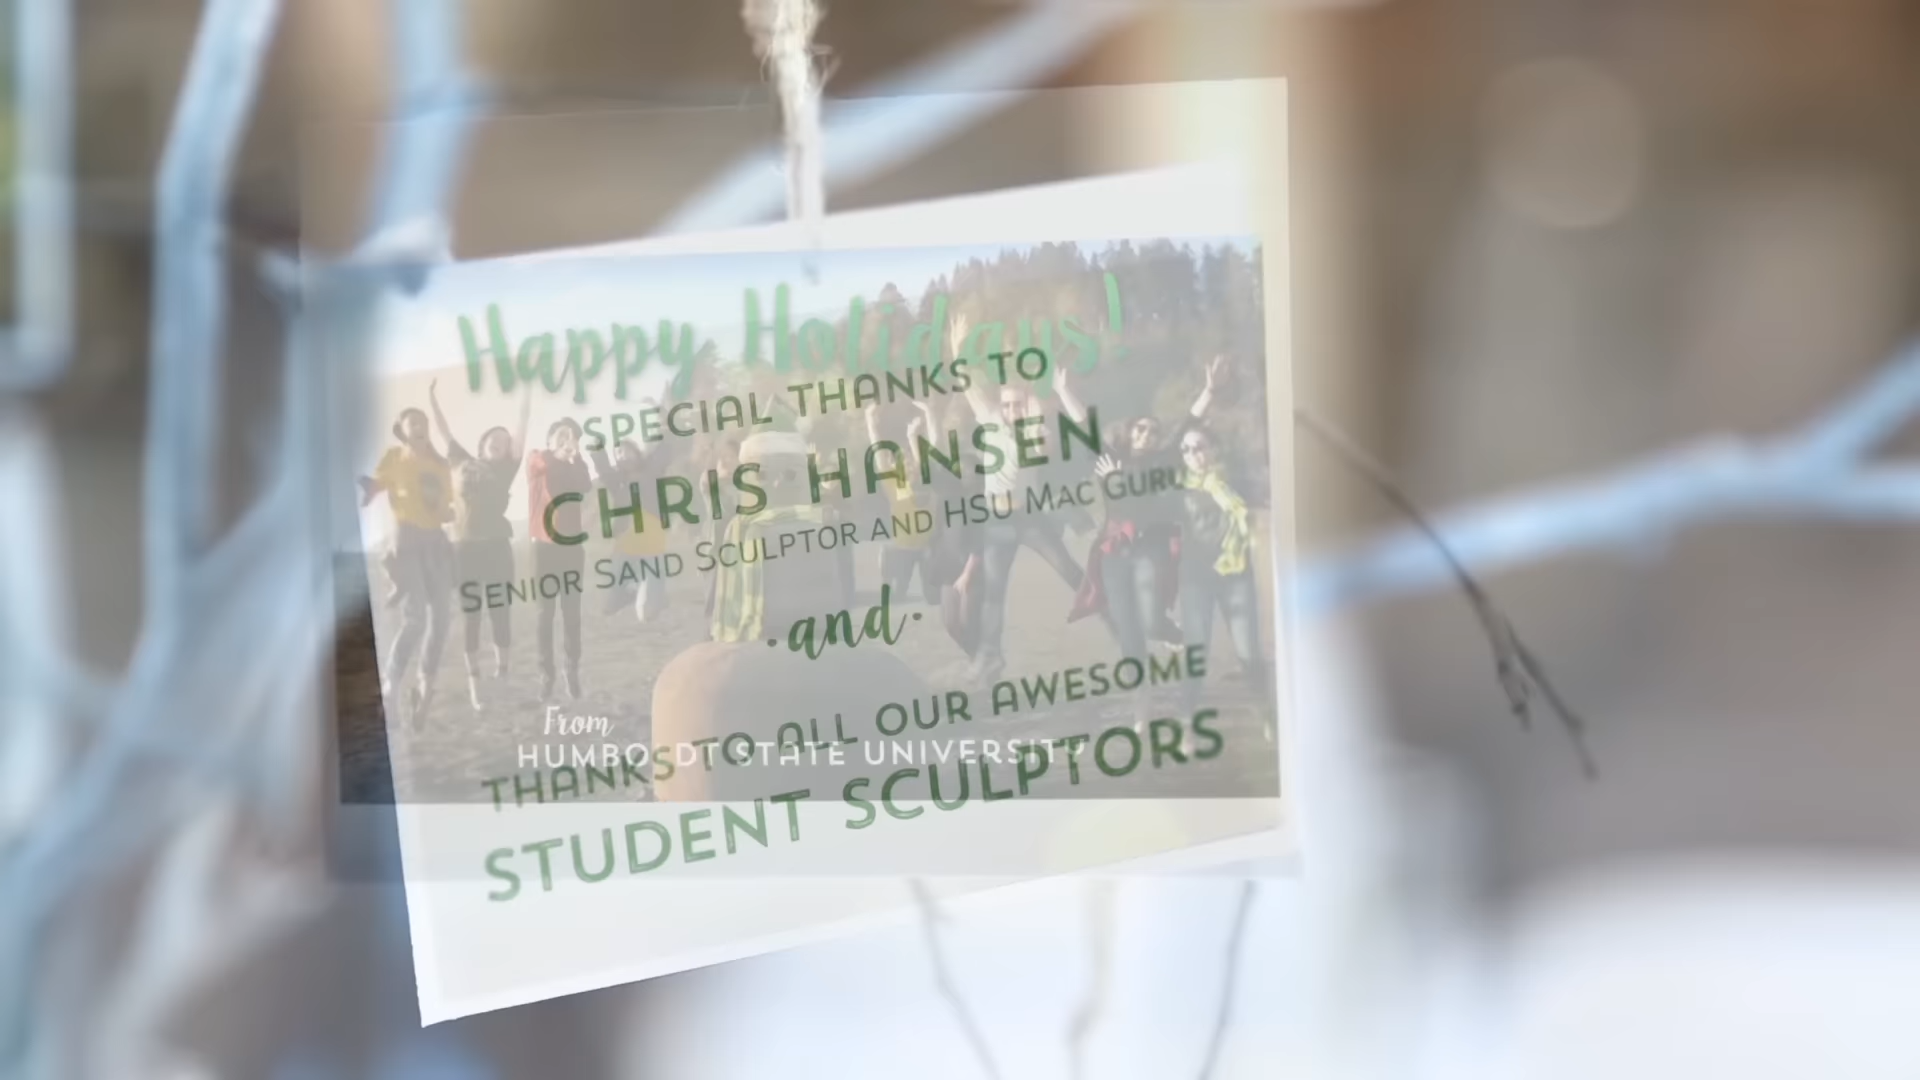 Happy Holidays!
SPECIAL THANKS TO
CHRIS HANSEN
SENIOR SAND SCULPTOR AND HSU MAC GURU
·and·
THANKS TO ALL OUR AWESOME
STUDENT SCULPTORS
From
HUMBOLDT STATE UNIVERSITY